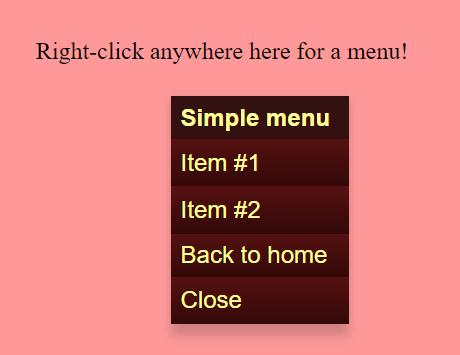 Right-click anywhere here for a menu!
Simple menu
Item #1
Item #2
Back to home
Close